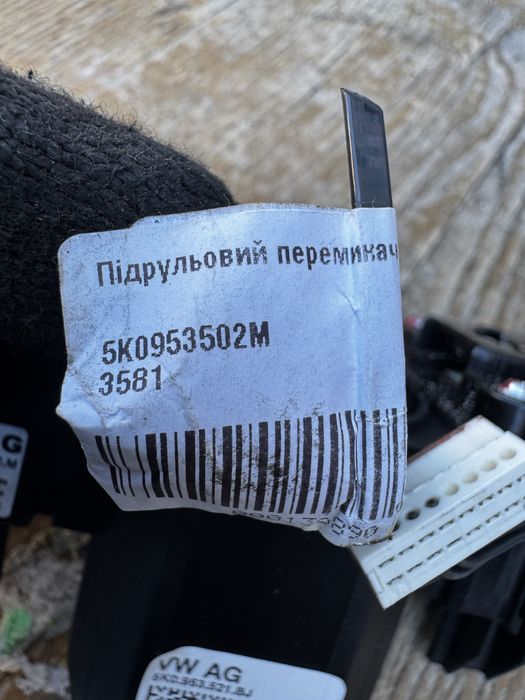 Підрульовий перемикач
5K0953502M
3581
G
VW AG
5K0.953.521.BJ